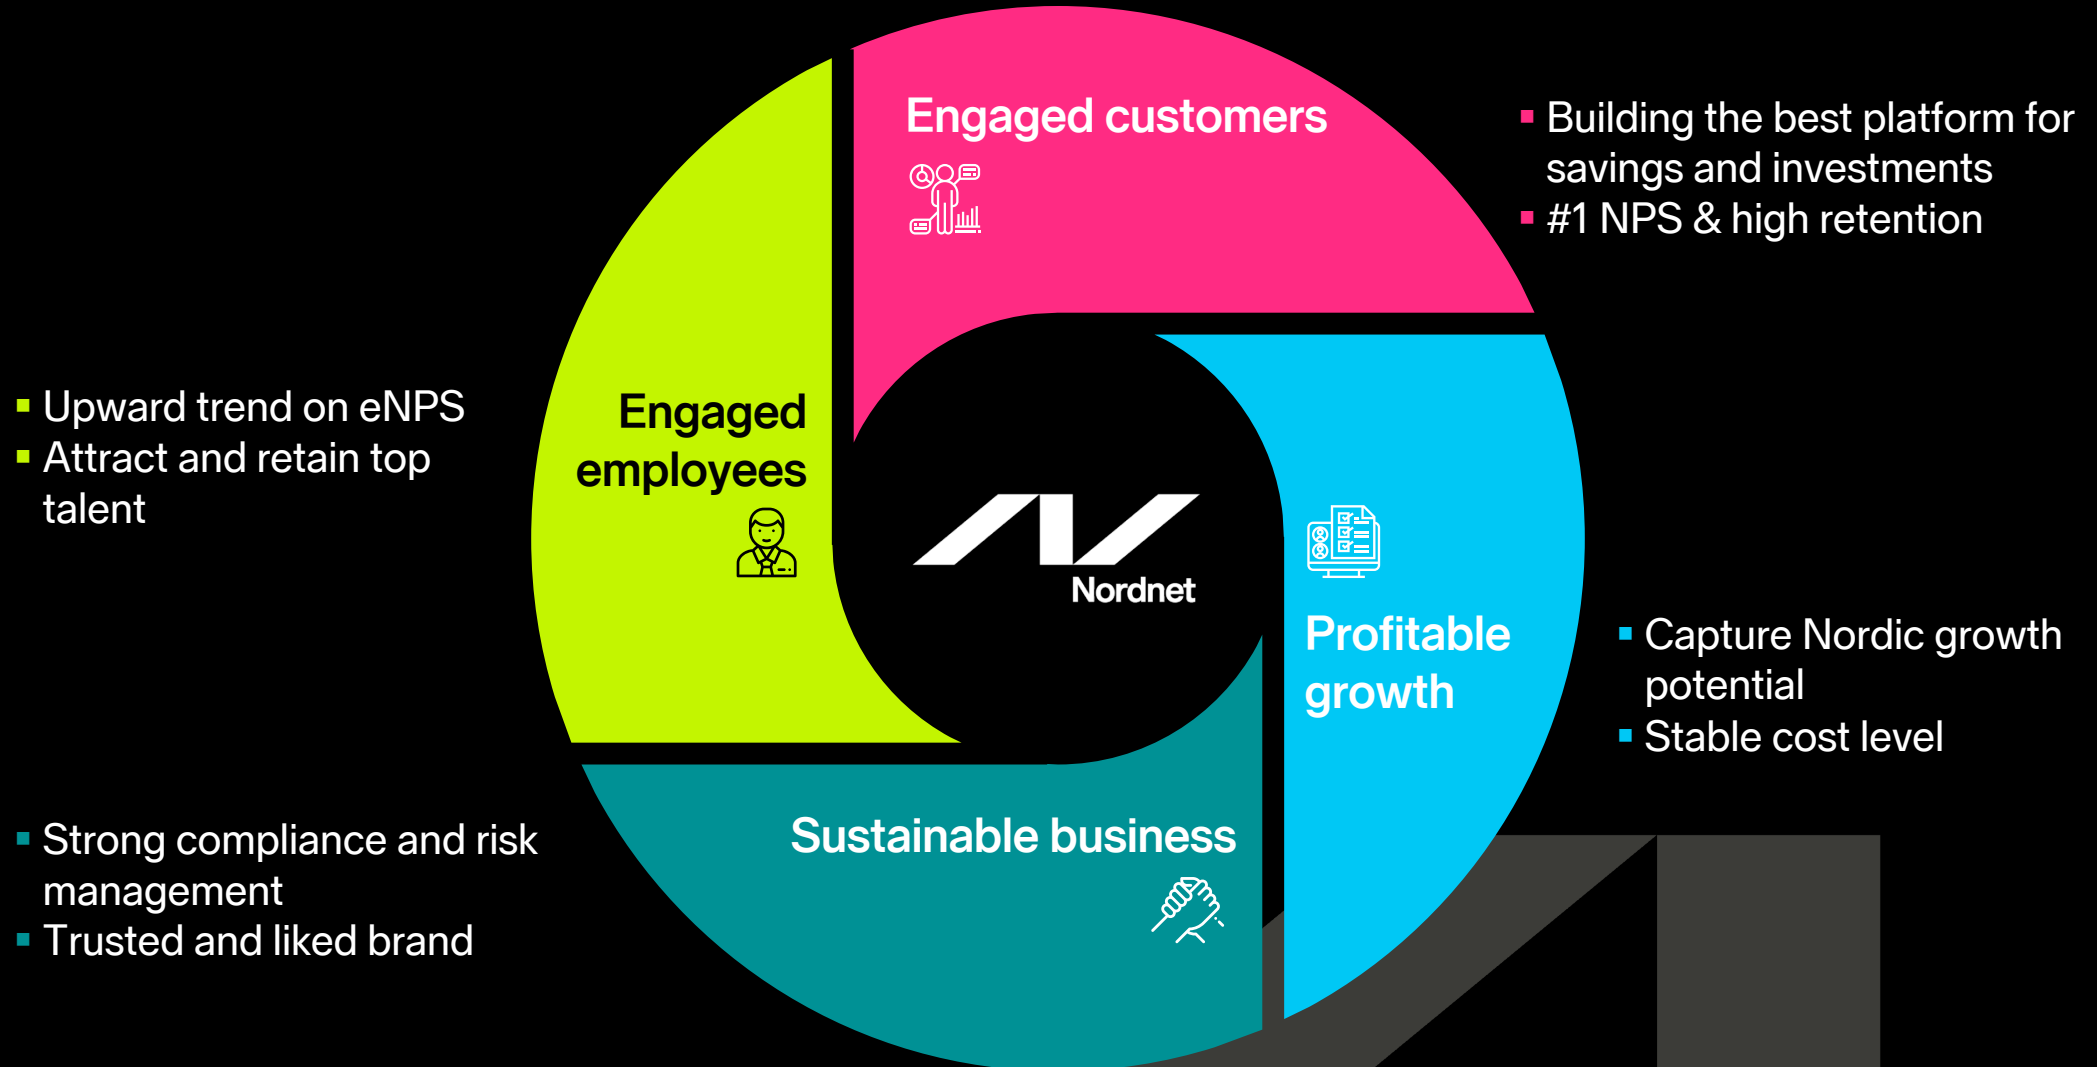 Engaged customers
▪ Building the best platform for
savings and investments
▪ #1 NPS & high retention
Engaged
employees
▪ Upward trend on eNPS
▪ Attract and retain top
talent
Nordnet
Profitable
growth
▪ Capture Nordic growth
potential
▪ Stable cost level
Sustainable business
▪ Strong compliance and risk
management
▪ Trusted and liked brand